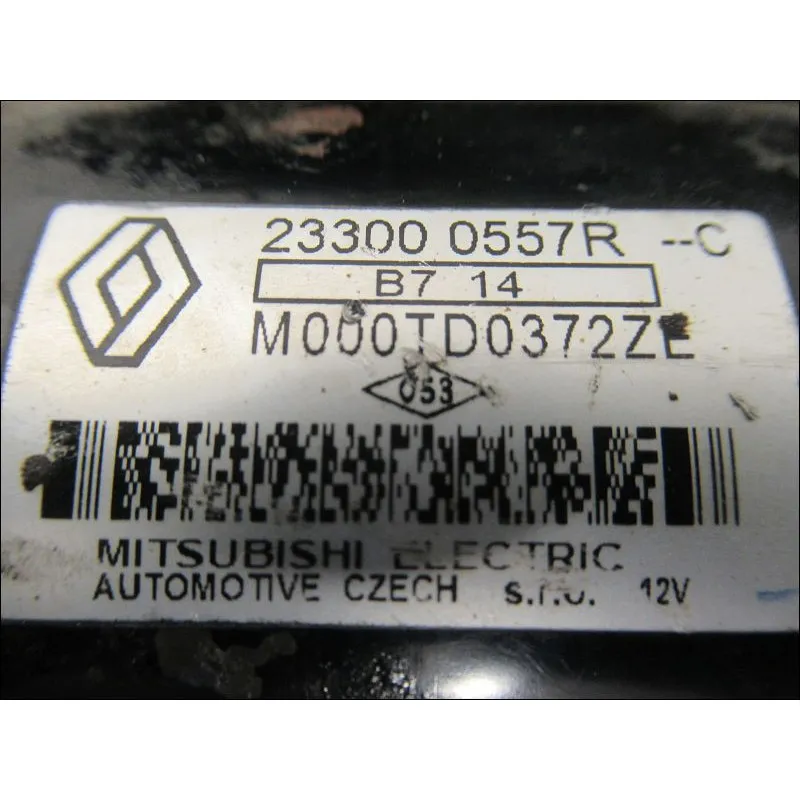 23300 0557R --C
B7 14
M000TD0372ZE
053
MITSUBISHI ELECTRIC
AUTOMOTIVE CZECH s.r.o. 12V